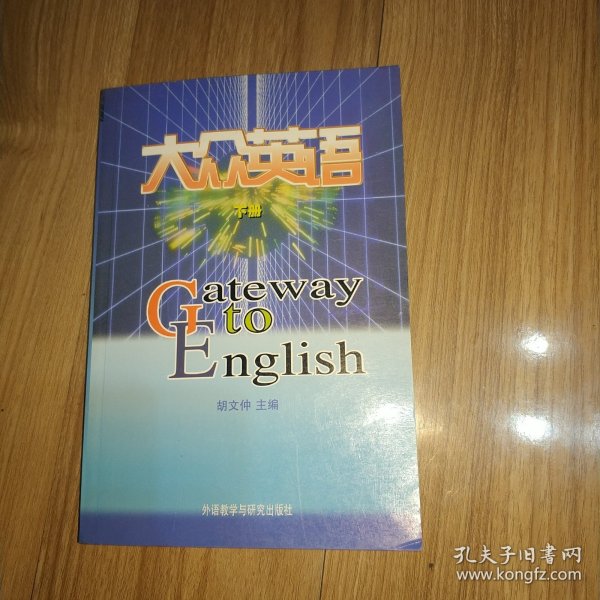 大众英语
下册
Gateway
to
English
胡文仲 主编
外语教学与研究出版社
孔夫子旧书网
www.kongfz.com